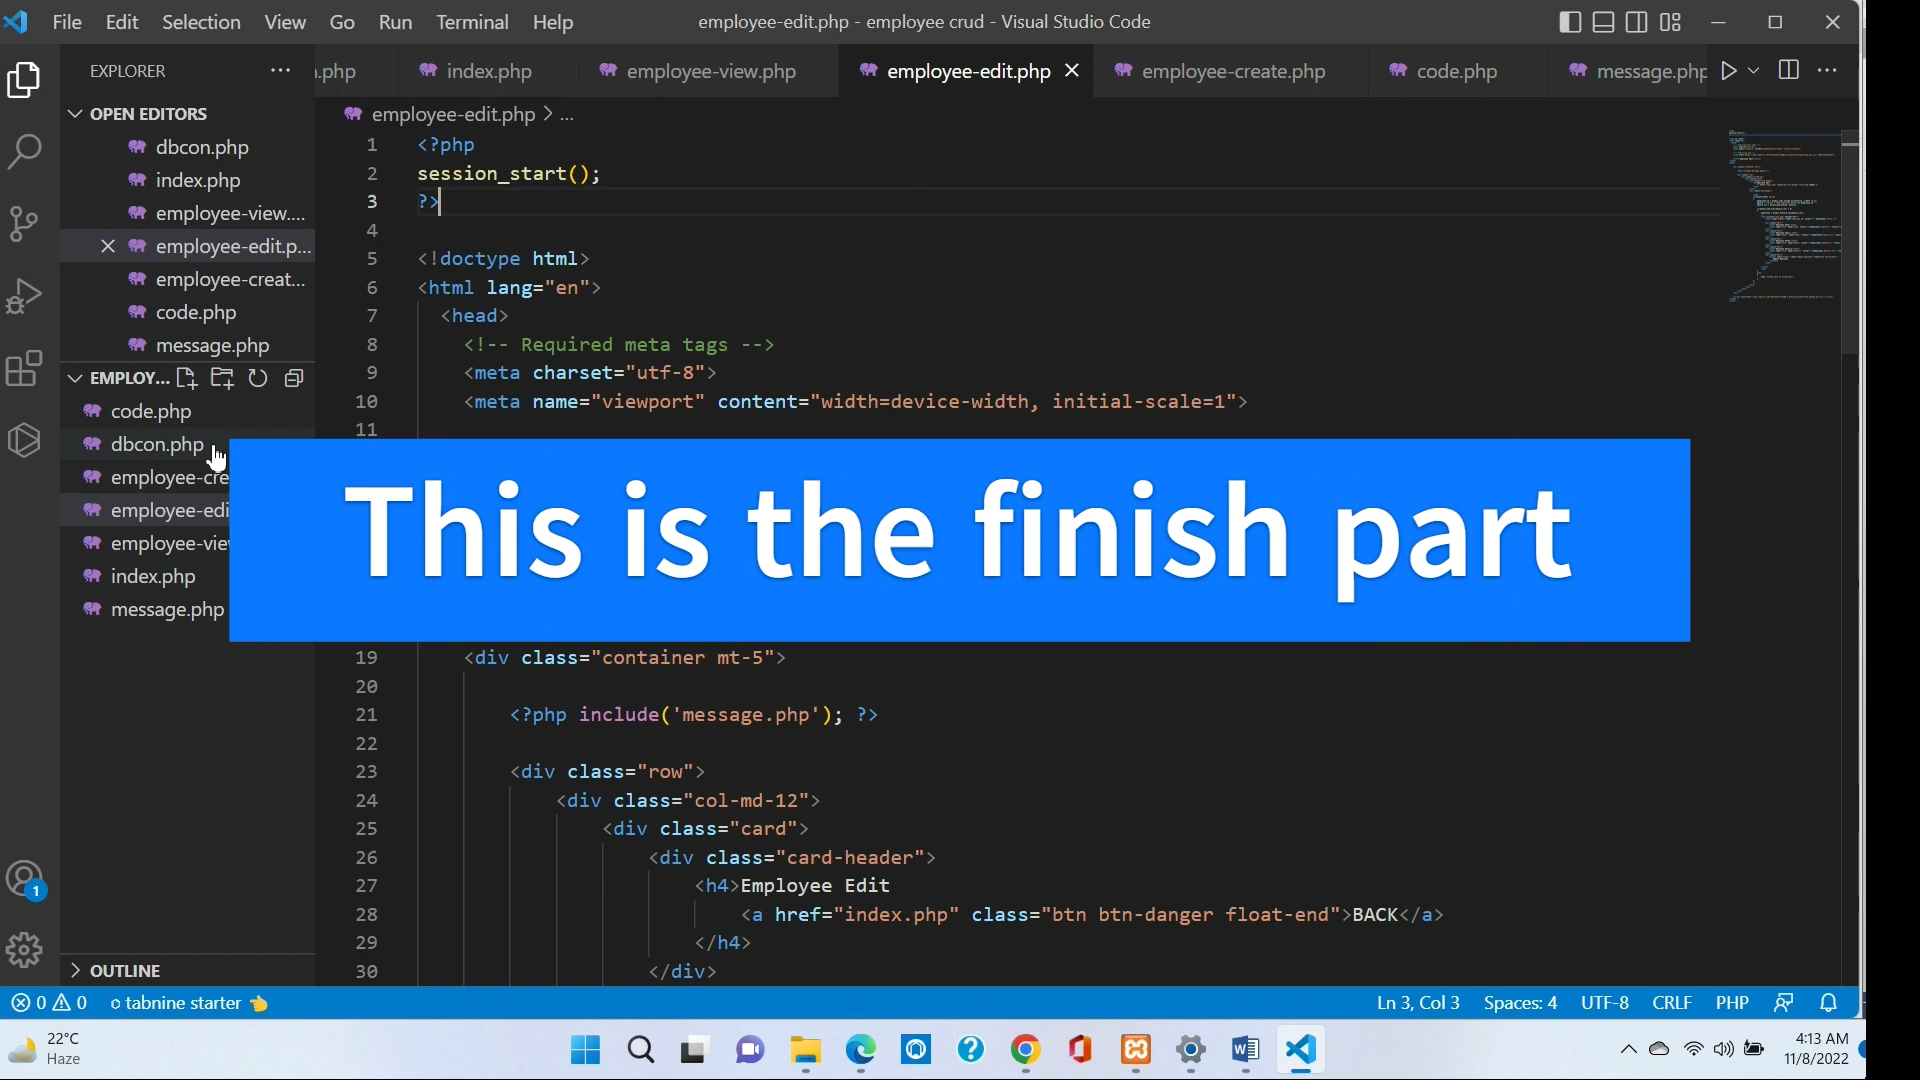 File Edit Selection View Go Run Terminal Help
employee-edit.php - employee crud - Visual Studio Code
EXPLORER
.php index.php employee-view.php employee-edit.php employee-create.php code.php message.php
OPEN EDITORS
dbcon.php
index.php
employee-view....
employee-edit.p...
employee-creat...
code.php
message.php
EMPLOY...
code.php
dbcon.php
employee-cre
employee-edi
employee-vie
index.php
message.php
OUTLINE
employee-edit.php > ...
1 <?php
2 session_start();
3 ?>
4
5 <!doctype html>
6 <html lang="en">
7 <head>
8 <!-- Required meta tags -->
9 <meta charset="utf-8">
10 <meta name="viewport" content="width=device-width, initial-scale=1">
11
This is the finish part
19 <div class="container mt-5">
20
21 <?php include('message.php'); ?>
22
23 <div class="row">
24 <div class="col-md-12">
25 <div class="card">
26 <div class="card-header">
27 <h4>Employee Edit
28 <a href="index.php" class="btn btn-danger float-end">BACK</a>
29 </h4>
30 </div>
1
0 0 tabnine starter
Ln 3, Col 3 Spaces: 4 UTF-8 CRLF PHP
22°C
Haze
4:13 AM
11/8/2022